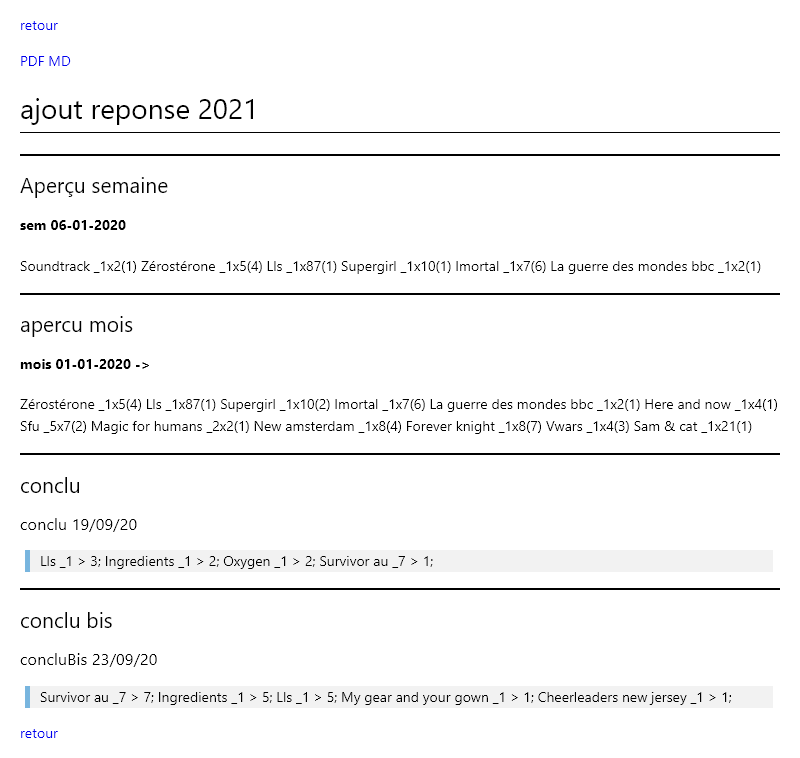 retour
PDF MD
ajout reponse 2021
Aperçu semaine
sem 06-01-2020
Soundtrack _1x2(1) Zérostérone _1x5(4) Lls _1x87(1) Supergirl _1x10(1) Imortal _1x7(6) La guerre des mondes bbc _1x2(1)
apercu mois
mois 01-01-2020 ->
Zérostérone _1x5(4) Lls _1x87(1) Supergirl _1x10(2) Imortal _1x7(6) La guerre des mondes bbc _1x2(1) Here and now _1x4(1)
Sfu _5x7(2) Magic for humans _2x2(1) New amsterdam _1x8(4) Forever knight _1x8(7) Vwars _1x4(3) Sam & cat _1x21(1)
conclu
conclu 19/09/20
Lls _1 > 3; Ingredients _1 > 2; Oxygen _1 > 2; Survivor au _7 > 1;
conclu bis
concluBis 23/09/20
Survivor au _7 > 7; Ingredients _1 > 5; Lls _1 > 5; My gear and your gown _1 > 1; Cheerleaders new jersey _1 > 1;
retour